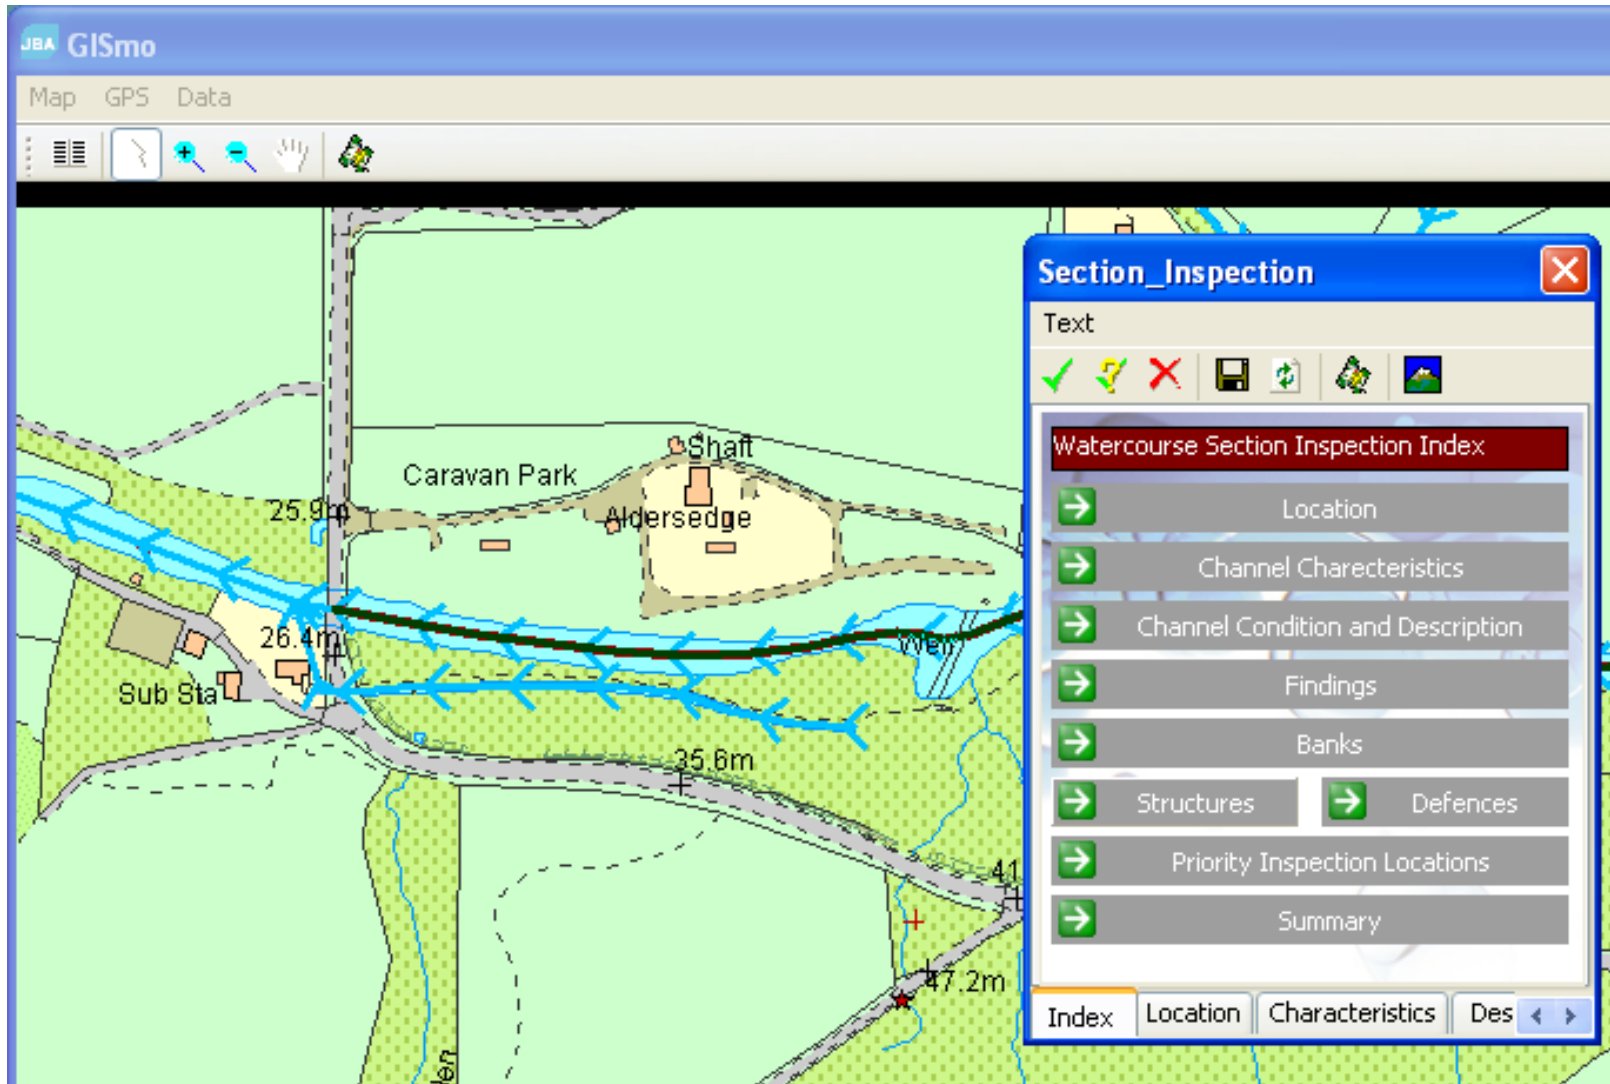 JBA GISmo
Map GPS Data
Section_Inspection
Text
Watercourse Section Inspection Index
Location
Channel Charecteristics
Channel Condition and Description
Findings
Banks
Structures Defences
Priority Inspection Locations
Summary
Index Location Characteristics Des
Shaft
Caravan Park
Aldersedge
25.9m
26.4m
Weir
Sub Sta
35.6m
41
47.2m